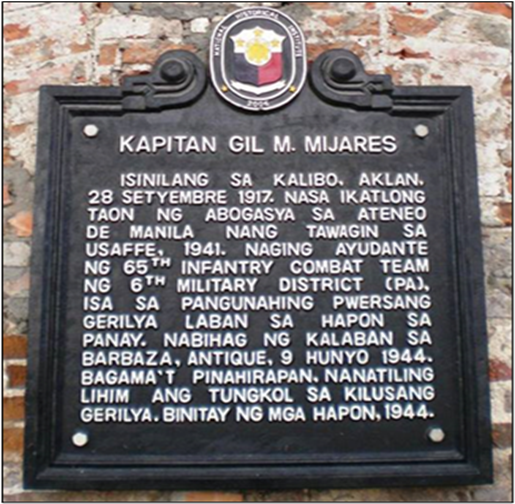 NATIONAL HISTORICAL INSTITUTE
2006
KAPITAN GIL M. MIJARES
ISINILANG SA KALIBO, AKLAN,
28 SETYEMBRE 1917. NASA IKATLONG
TAON NG ABOGASYA SA ATENEO
DE MANILA NANG TAWAGIN SA
USAFFE, 1941. NAGING AYUDANTE
NG 65TH INFANTRY COMBAT TEAM
NG 6TH MILITARY DISTRICT (PA),
ISA SA PANGUNAHING PWERSANG
GERILYA LABAN SA HAPON SA
PANAY. NABIHAG NG KALABAN SA
BARBAZA, ANTIQUE, 9 HUNYO 1944.
BAGAMA'T PINAHIRAPAN, NANATILING
LIHIM ANG TUNGKOL SA KILUSANG
GERILYA. BINITAY NG MGA HAPON, 1944.